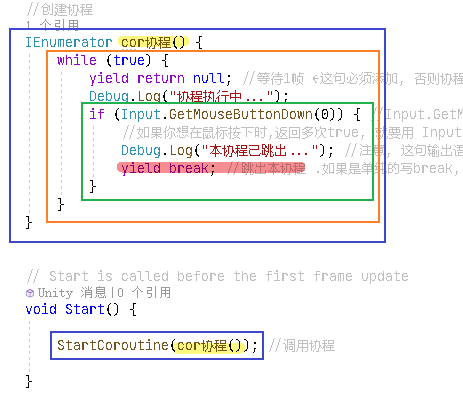 //创建协程
1 个引用
IEnumerator cor协程() {
while (true) {
yield return null; //等待1帧 ←这句必须添加, 否则协程
Debug.Log("协程执行中...");
if (Input.GetMouseButtonDown(0)) { //Input.GetM
//如果你想在鼠标按下时,返回多次true, 就要用 Input
Debug.Log("本协程已跳出..."); //注意, 这句输出语
yield break; //跳出本协程 .如果是单纯的写break,
}
}
}
// Start is called before the first frame update
Unity 消息|0 个引用
void Start() {
StartCoroutine(cor协程()); //调用协程
}